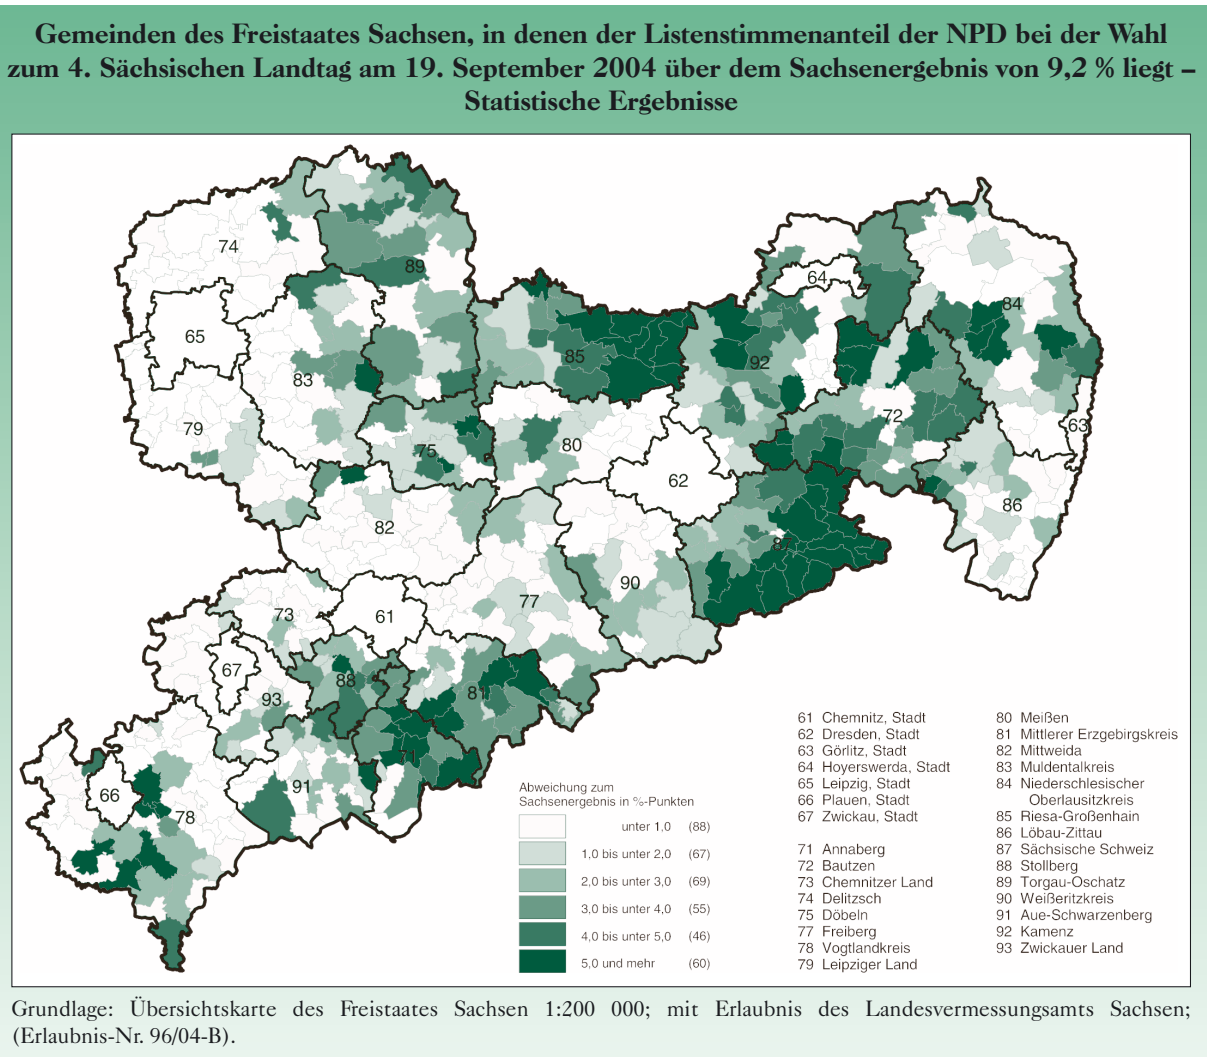 Gemeinden des Freistaates Sachsen, in denen der Listenstimmenanteil der NPD bei der Wahl
zum 4. Sächsischen Landtag am 19. September 2004 über dem Sachsenergebnis von 9,2 % liegt –
Statistische Ergebnisse
74
89
65
83
79
75
85
80
82
62
64
92
84
72
63
86
87
90
77
73
61
67
93
88
81
71
91
66
78
Abweichung zum
Sachsenergebnis in %-Punkten
unter 1,0 (88)
1,0 bis unter 2,0 (67)
2,0 bis unter 3,0 (69)
3,0 bis unter 4,0 (55)
4,0 bis unter 5,0 (46)
5,0 und mehr (60)
61 Chemnitz, Stadt
62 Dresden, Stadt
63 Görlitz, Stadt
64 Hoyerswerda, Stadt
65 Leipzig, Stadt
66 Plauen, Stadt
67 Zwickau, Stadt
71 Annaberg
72 Bautzen
73 Chemnitzer Land
74 Delitzsch
75 Döbeln
77 Freiberg
78 Vogtlandkreis
79 Leipziger Land
80 Meißen
81 Mittlerer Erzgebirgskreis
82 Mittweida
83 Muldentalkreis
84 Niederschlesischer
Oberlausitzkreis
85 Riesa-Großenhain
86 Löbau-Zittau
87 Sächsische Schweiz
88 Stollberg
89 Torgau-Oschatz
90 Weißeritzkreis
91 Aue-Schwarzenberg
92 Kamenz
93 Zwickauer Land
Grundlage: Übersichtskarte des Freistaates Sachsen 1:200 000; mit Erlaubnis des Landesvermessungsamts Sachsen;
(Erlaubnis-Nr. 96/04-B).